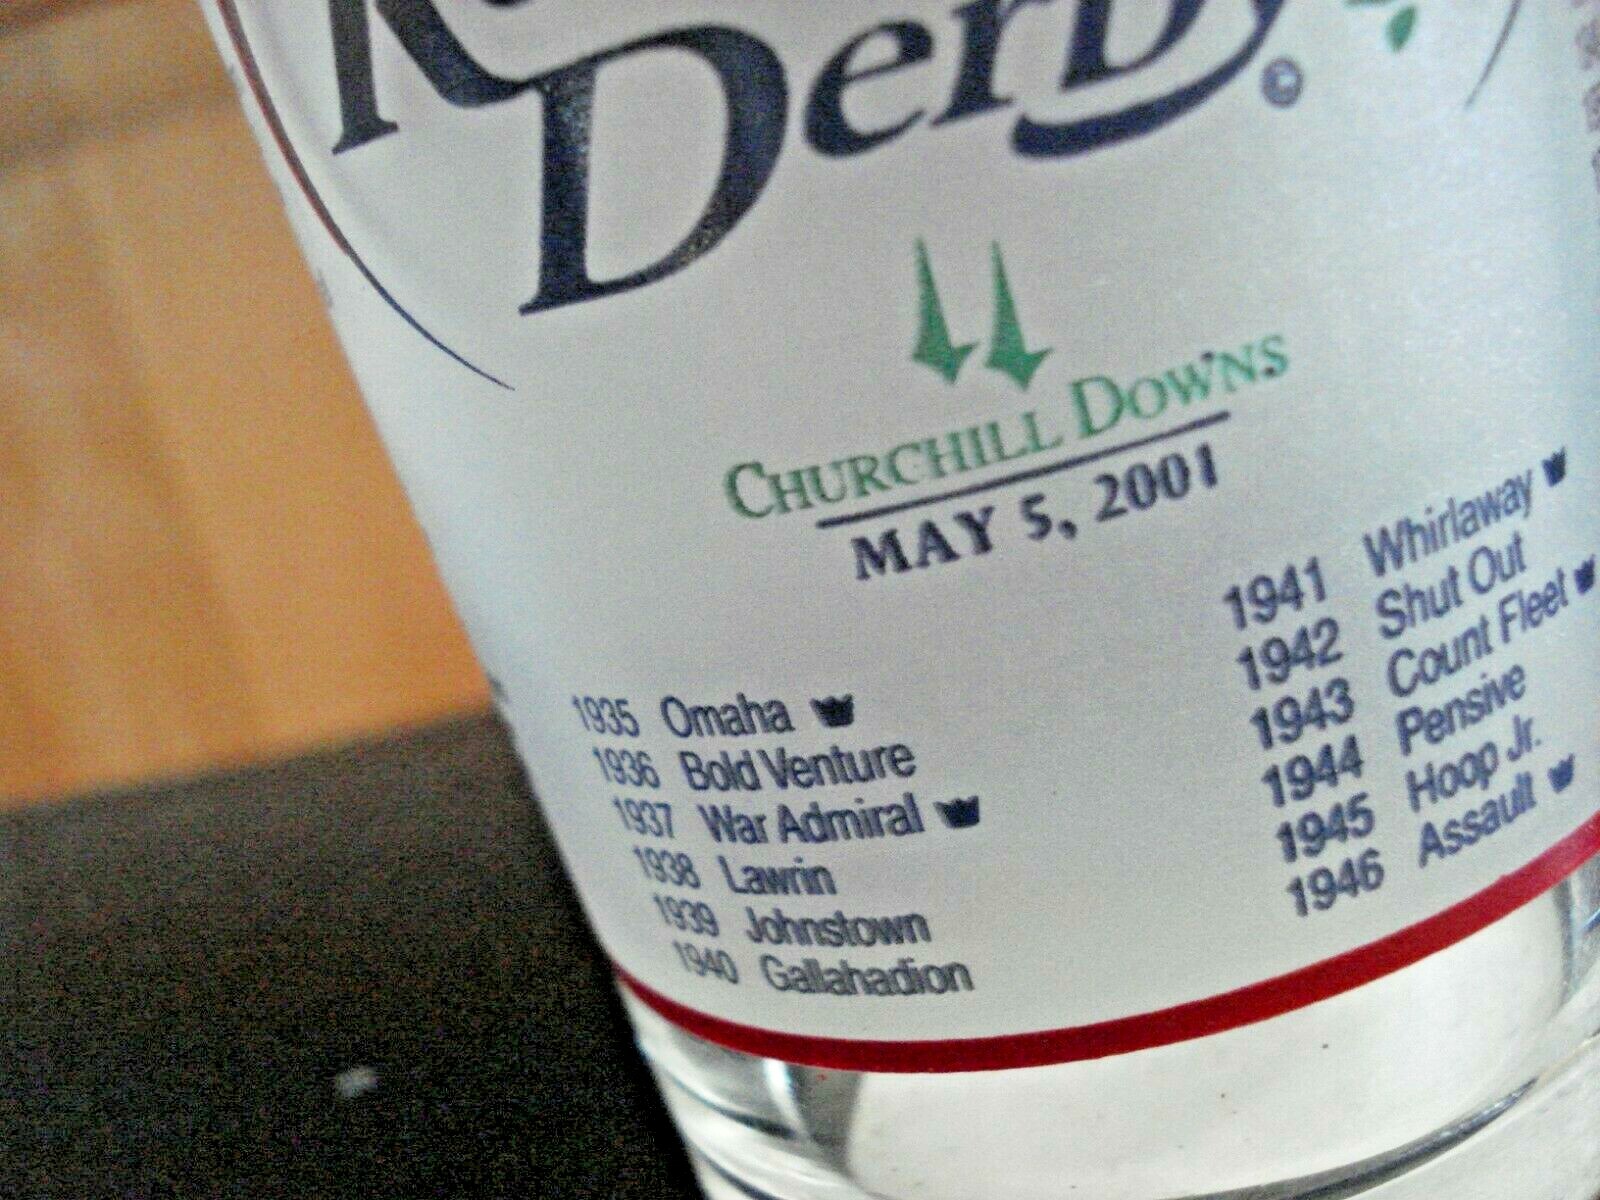 Derby ©
CHURCHILL DOWNS
MAY 5, 2001
1935 Omaha
1936 Bold Venture
1937 War Admiral
1938 Lawrin
1939 Johnstown
1940 Gallahadion
1941 Whirlaway
1942 Shut Out
1943 Count Fleet
1944 Pensive
1945 Hoop Jr.
1946 Assault